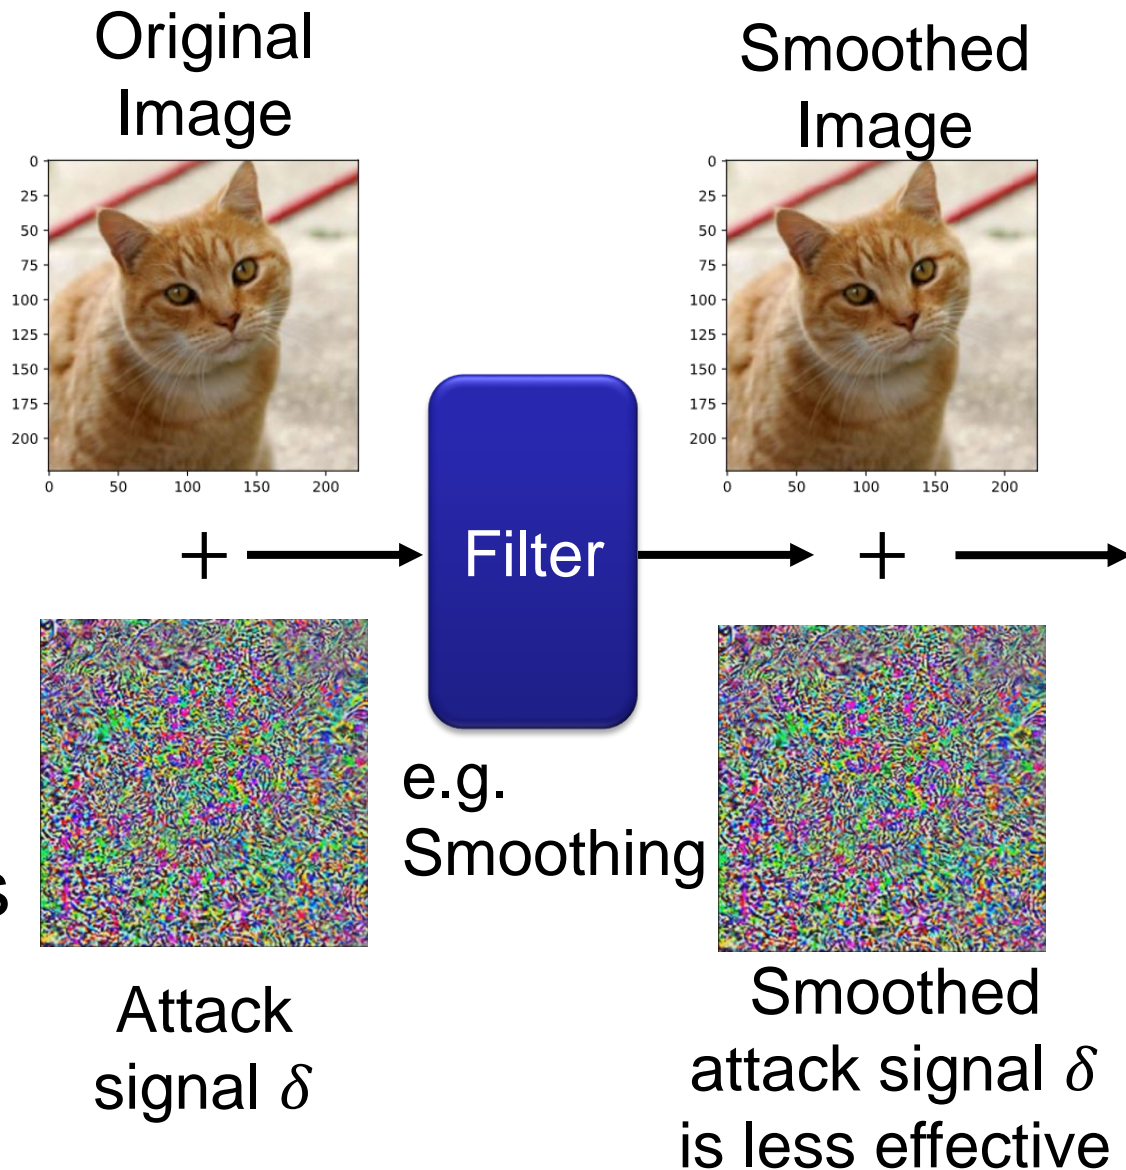 Original
Image
Smoothed
Image
0
25
50
75
100
125
150
175
200
0 50 100 150 200
0
25
50
75
100
125
150
175
200
0 50 100 150 200
+
Filter
+
e.g.
Smoothing
s
Attack
signal δ
Smoothed
attack signal δ
is less effective